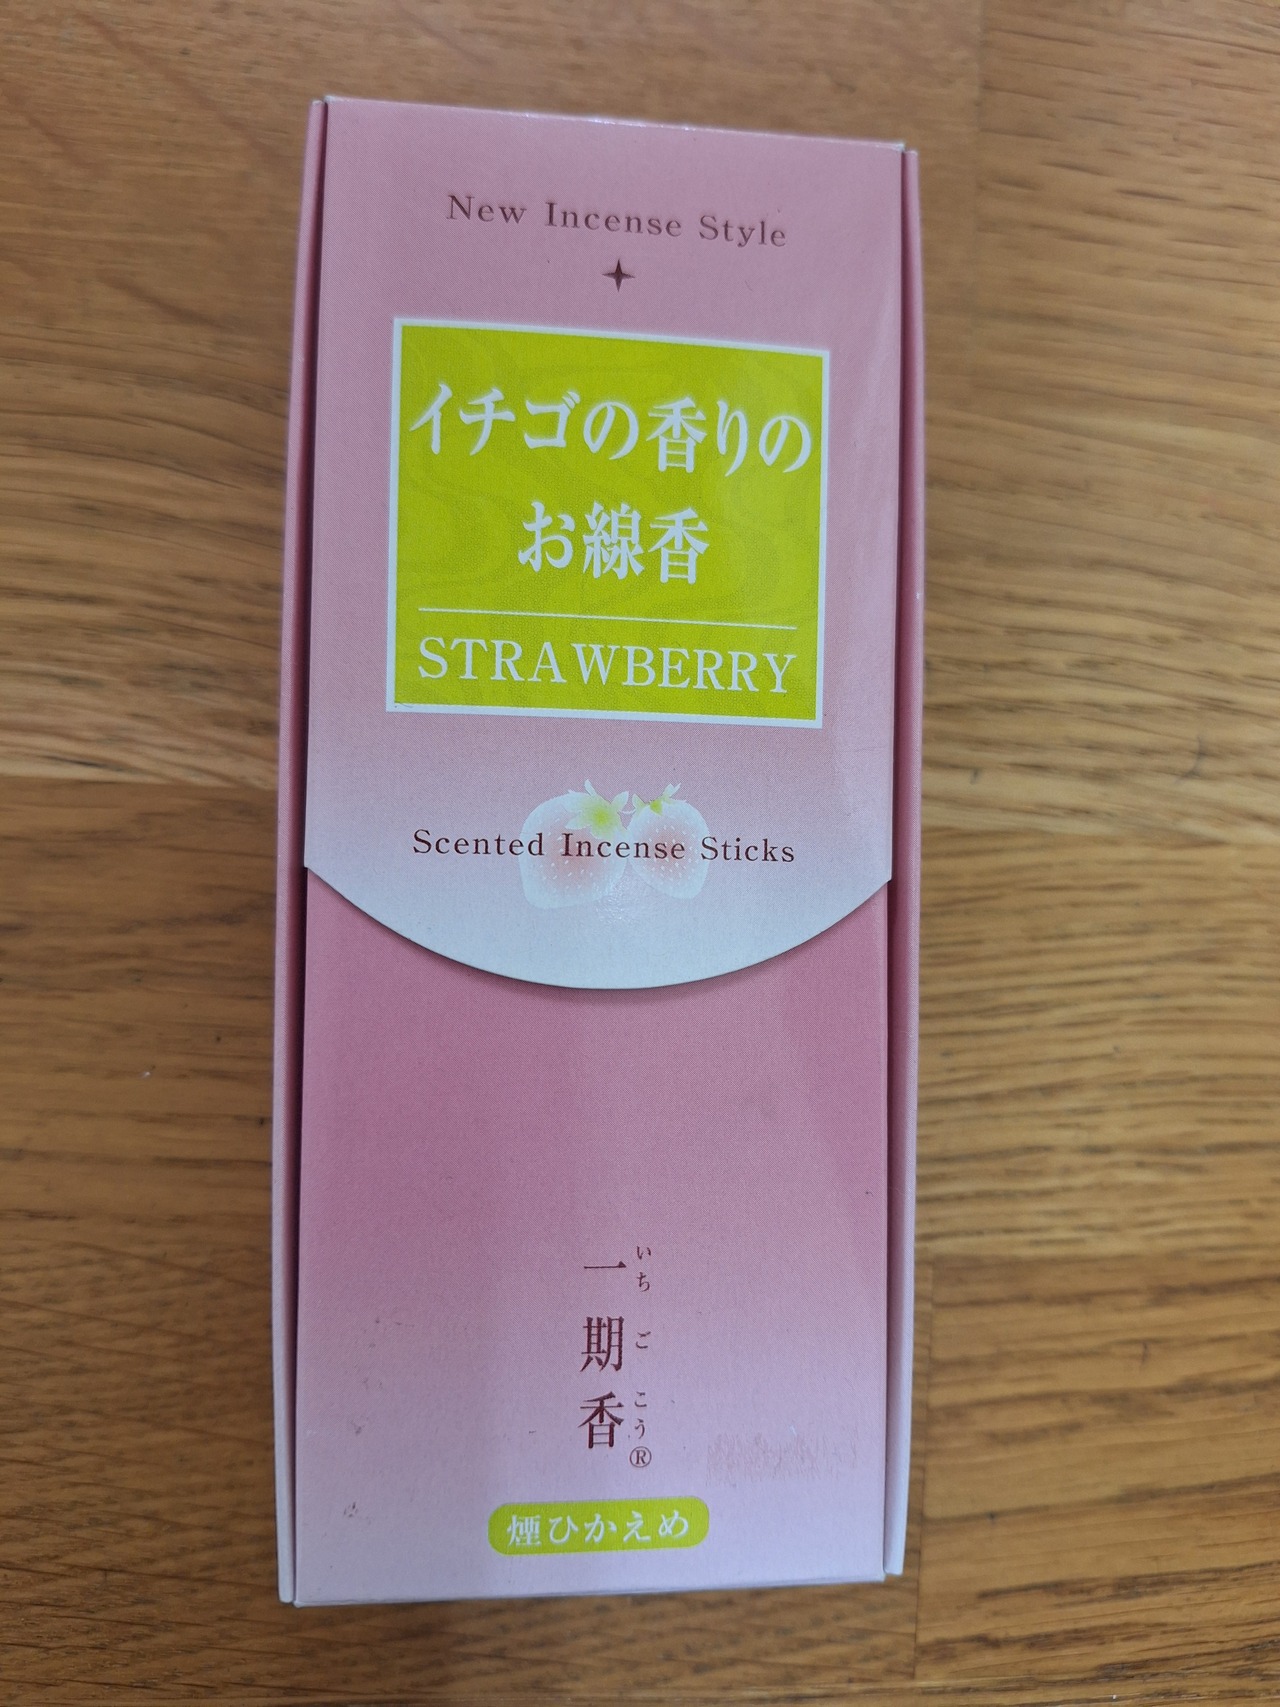 New Incense Style
イチゴの香りの
お線香
STRAWBERRY
Scented Incense Sticks
一期香
いちごこう®
煙ひかえめ